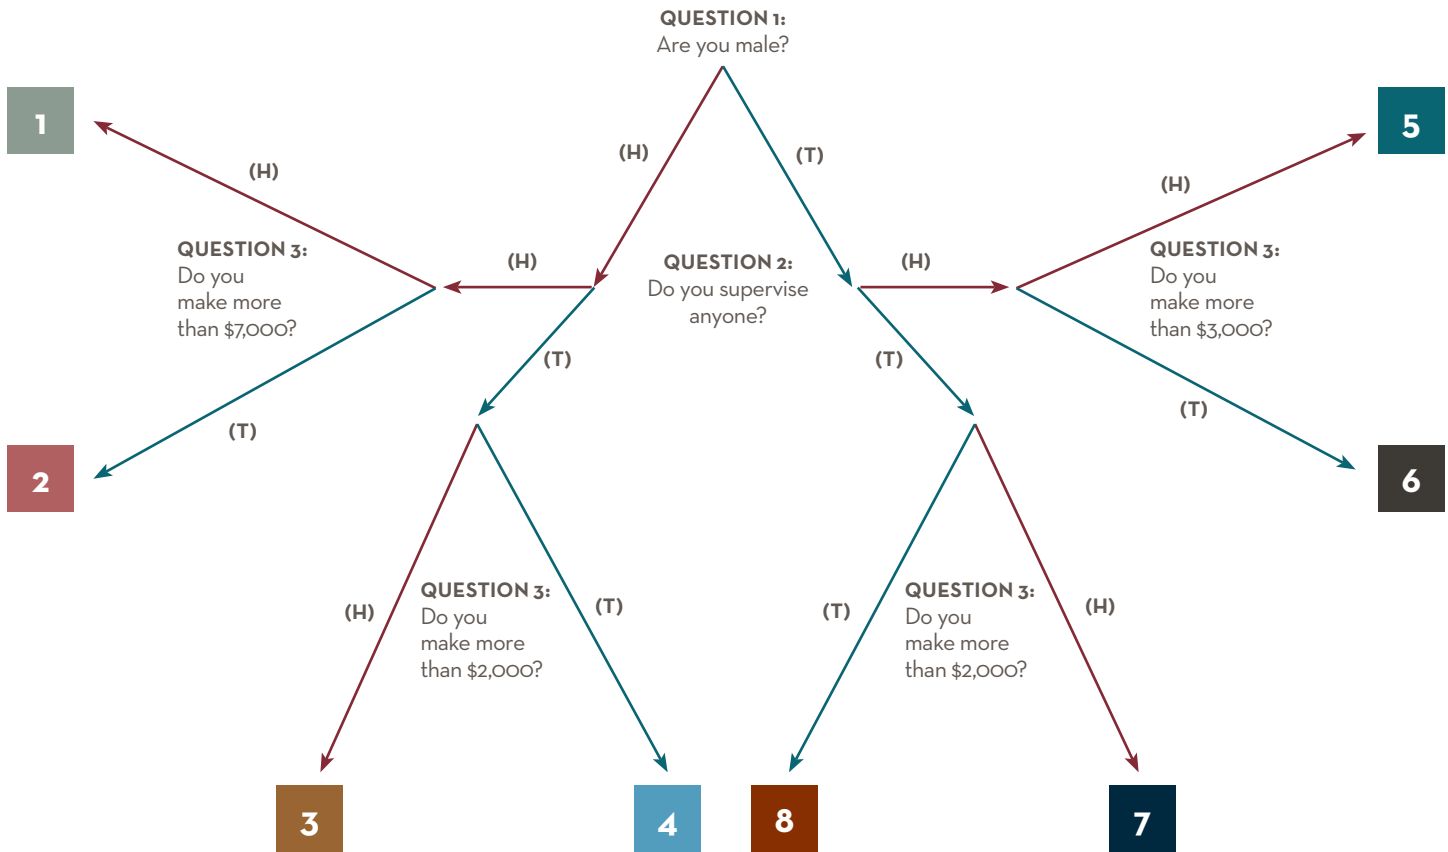 QUESTION 1:
Are you male?
1
5
(H)
(T)
(H)
(H)
QUESTION 3:
Do you
make more
than $7,000?
(H)
QUESTION 2:
Do you supervise
anyone?
(H)
QUESTION 3:
Do you
make more
than $3,000?
(T)
(T)
(T)
(T)
2
6
QUESTION 3:
Do you
make more
than $2,000?
(H)
(T)
QUESTION 3:
Do you
make more
than $2,000?
(T)
(H)
3
4
8
7